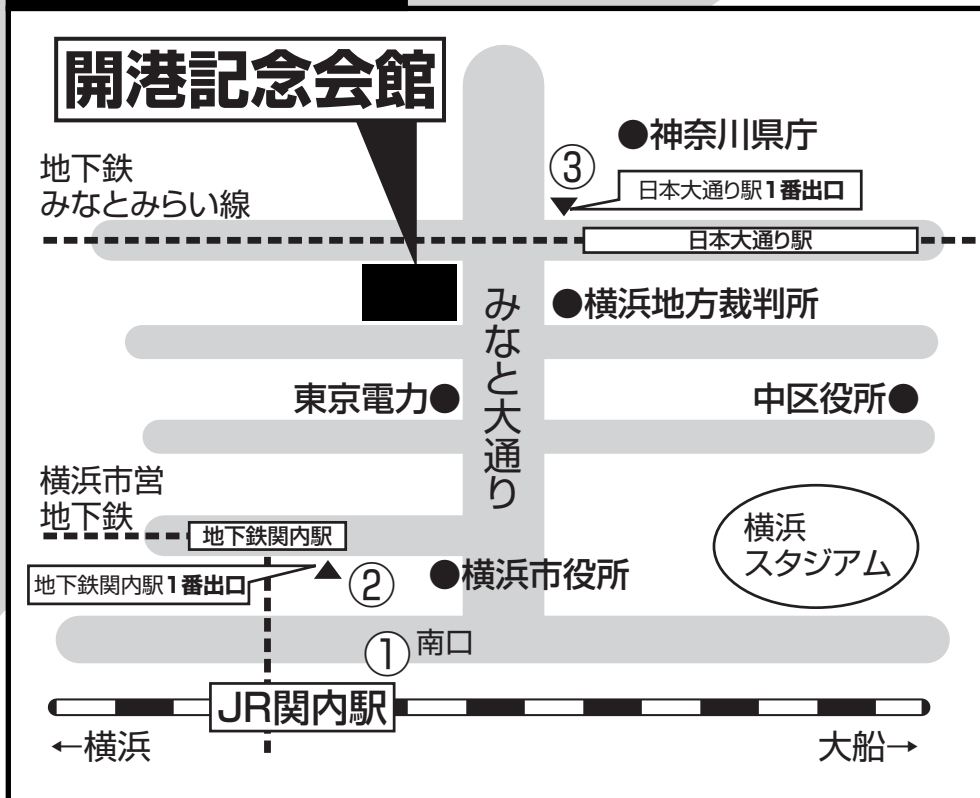 開港記念会館
●神奈川県庁
地下鉄
みなとみらい線
③
日本大通り駅1番出口
日本大通り駅
●横浜地方裁判所
みなと大通り
東京電力●
中区役所●
横浜市営
地下鉄
地下鉄関内駅
横浜
スタジアム
地下鉄関内駅1番出口
②
●横浜市役所
①
南口
JR関内駅
←横浜
大船→